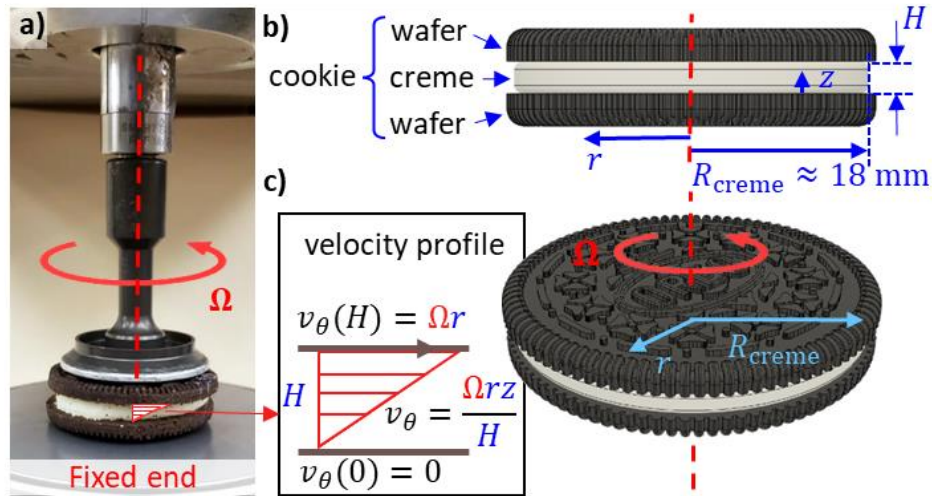 a)
Ω
Fixed end
b)
wafer
cookie
creme
wafer
H
z
r
R_creme ≈ 18 mm
c)
velocity profile
v_θ(H) = Ωr
H
v_θ = Ωrz/H
v_θ(0) = 0
Ω
r
R_creme